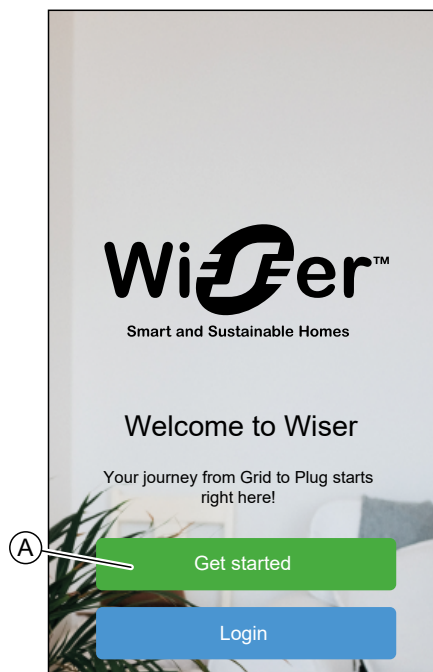 Wiser™
Smart and Sustainable Homes
Welcome to Wiser
Your journey from Grid to Plug starts
right here!
A
Get started
Login